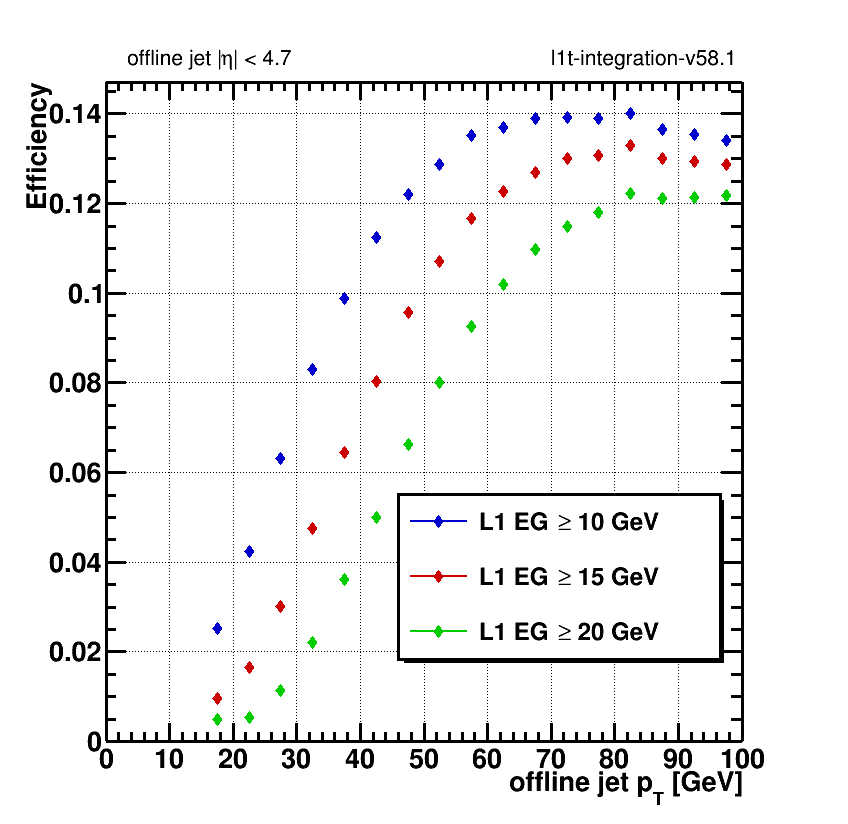 offline jet |η| < 4.7
l1t-integration-v58.1
Efficiency
0.14
0.12
0.1
0.08
0.06
0.04
0.02
0
L1 EG ≥ 10 GeV
L1 EG ≥ 15 GeV
L1 EG ≥ 20 GeV
0 10 20 30 40 50 60 70 80 90 100
offline jet p_T [GeV]